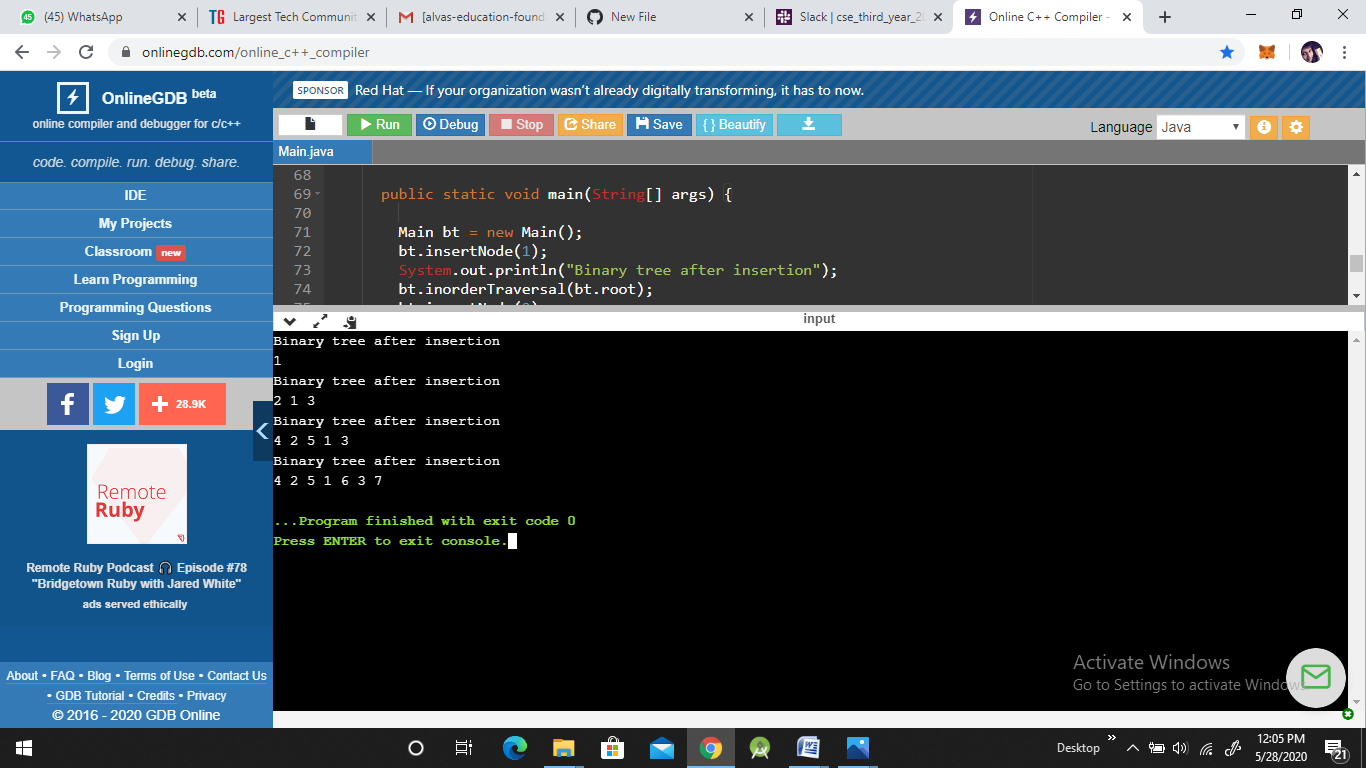 (45) WhatsApp
Largest Tech Communit
[alvas-education-found
New File
Slack | cse_third_year_2
Online C++ Compiler -
onlinegdb.com/online_c++_compiler
OnlineGDB beta
online compiler and debugger for c/c++
code. compile. run. debug. share.
IDE
My Projects
Classroom new
Learn Programming
Programming Questions
Sign Up
Login
28.9K
Remote
Ruby
Remote Ruby Podcast 🎧 Episode #78
"Bridgetown Ruby with Jared White"
ads served ethically
About • FAQ • Blog • Terms of Use • Contact Us
• GDB Tutorial • Credits • Privacy
© 2016 - 2020 GDB Online
SPONSOR Red Hat — If your organization wasn't already digitally transforming, it has to now.
Run Debug Stop Share Save { } Beautify
Language Java
Main.java
68
69 public static void main(String[] args) {
70
71 Main bt = new Main();
72 bt.insertNode(1);
73 System.out.println("Binary tree after insertion");
74 bt.inorderTraversal(bt.root);
input
Binary tree after insertion
1
Binary tree after insertion
2 1 3
Binary tree after insertion
4 2 5 1 3
Binary tree after insertion
4 2 5 1 6 3 7
...Program finished with exit code 0
Press ENTER to exit console.
Activate Windows
Go to Settings to activate Windows.
Desktop
12:05 PM
5/28/2020
21